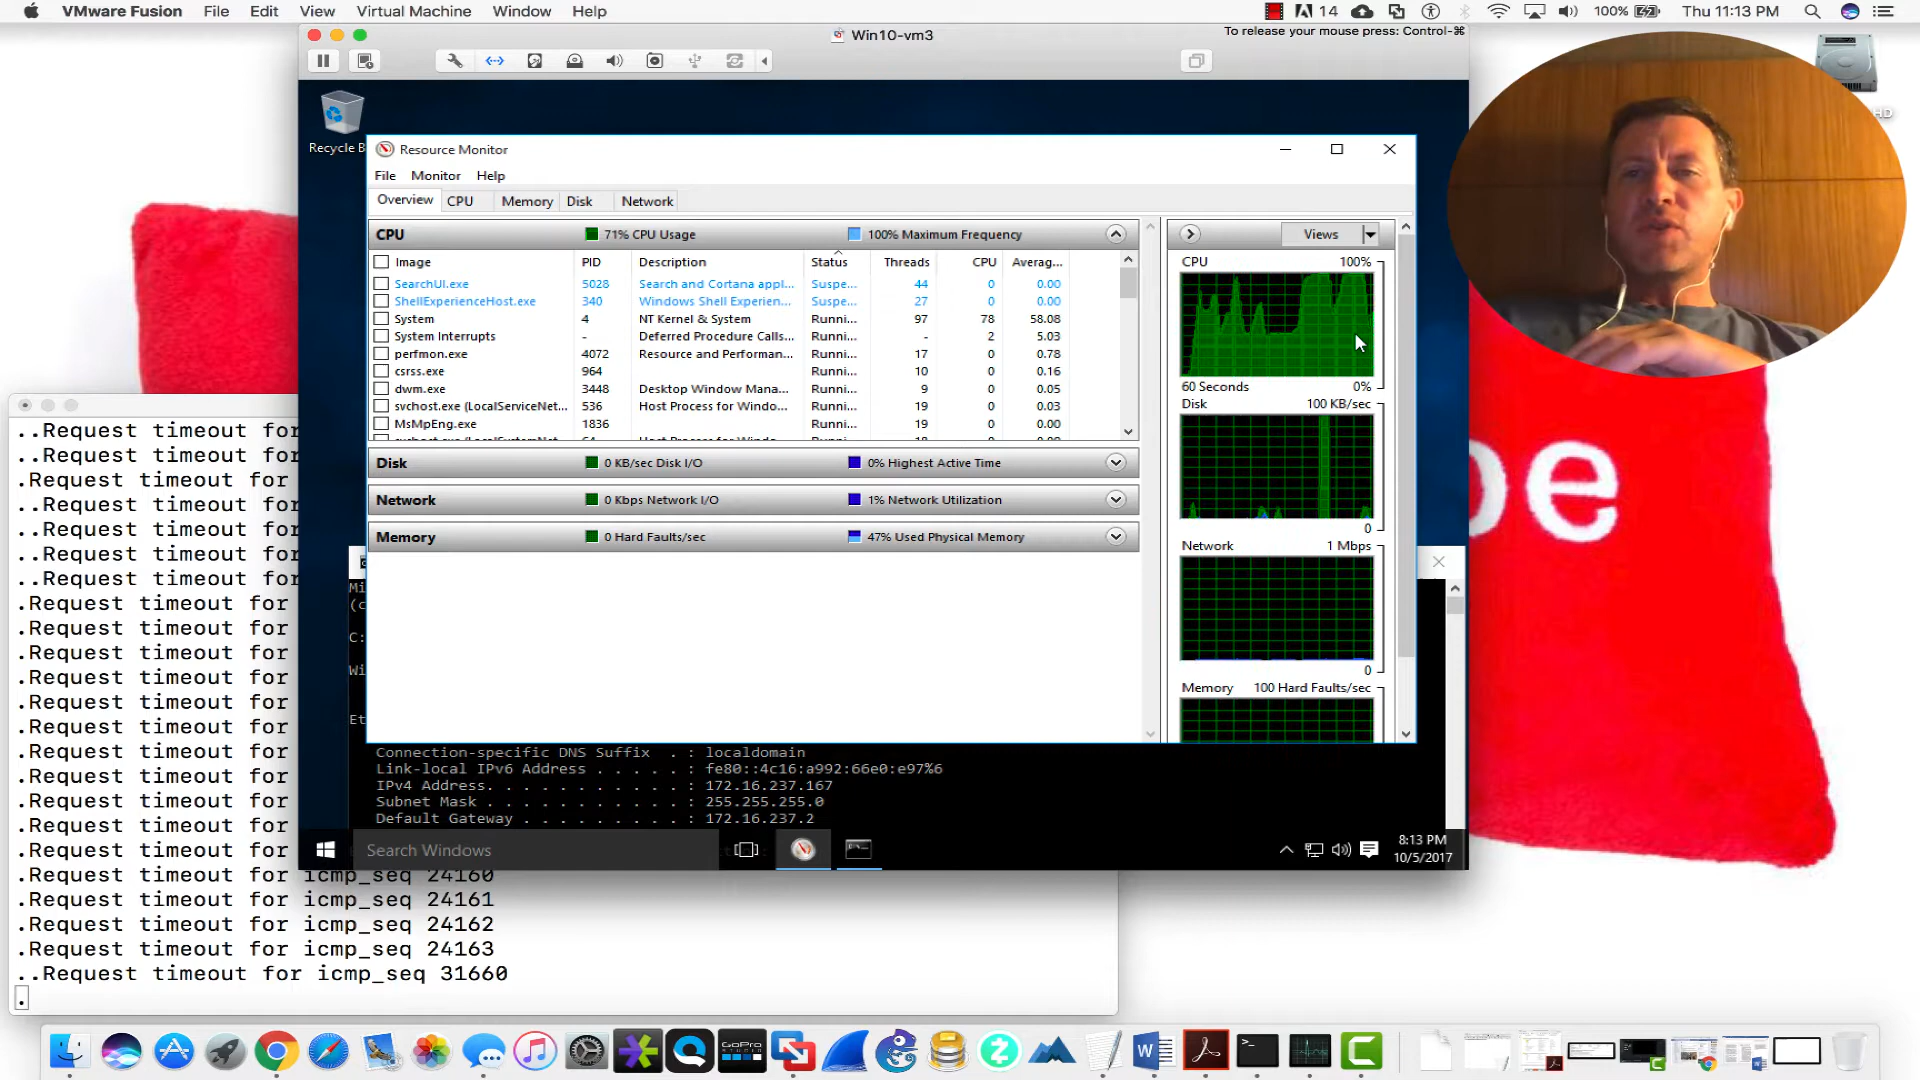 VMware Fusion File Edit View Virtual Machine Window Help 14 100% Thu 11:13 PM
Win10-vm3 To release your mouse press: Control-⌘
Recycle B
HD
Resource Monitor
File Monitor Help
Overview CPU Memory Disk Network
CPU 71% CPU Usage 100% Maximum Frequency
Image PID Description Status Threads CPU Averag...
SearchUI.exe 5028 Search and Cortana appl... Suspe... 44 0 0.00
ShellExperienceHost.exe 340 Windows Shell Experien... Suspe... 27 0 0.00
System 4 NT Kernel & System Runni... 97 78 58.08
System Interrupts - Deferred Procedure Calls... Runni... - 2 5.03
perfmon.exe 4072 Resource and Performan... Runni... 17 0 0.78
csrss.exe 964 Runni... 10 0 0.16
dwm.exe 3448 Desktop Window Mana... Runni... 9 0 0.05
svchost.exe (LocalServiceNet... 536 Host Process for Windo... Runni... 19 0 0.03
MsMpEng.exe 1836 Runni... 19 0 0.00
Disk 0 KB/sec Disk I/O 0% Highest Active Time
Network 0 Kbps Network I/O 1% Network Utilization
Memory 0 Hard Faults/sec 47% Used Physical Memory
Views
CPU 100%
60 Seconds 0%
Disk 100 KB/sec
0
Network 1 Mbps
0
Memory 100 Hard Faults/sec
be
Mi
(c
C:
Wi
Et
Connection-specific DNS Suffix . : localdomain
Link-local IPv6 Address . . . . . : fe80::4c16:a992:66e0:e97%6
IPv4 Address. . . . . . . . . . . : 172.16.237.167
Subnet Mask . . . . . . . . . . . : 255.255.255.0
Default Gateway . . . . . . . . . : 172.16.237.2
Search Windows
8:13 PM
10/5/2017
..Request timeout for
..Request timeout for
.Request timeout for
..Request timeout for
..Request timeout for
..Request timeout for
..Request timeout for
.Request timeout for
.Request timeout for
.Request timeout for
.Request timeout for
.Request timeout for
.Request timeout for
.Request timeout for
.Request timeout for
.Request timeout for
.Request timeout for
.Request timeout for
.Request timeout for icmp_seq 24160
.Request timeout for icmp_seq 24161
.Request timeout for icmp_seq 24162
.Request timeout for icmp_seq 24163
..Request timeout for icmp_seq 31660
.
GoPro